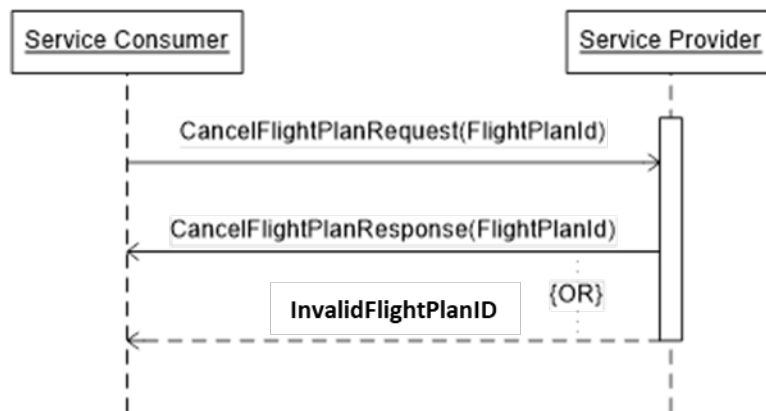 Service Consumer
Service Provider
CancelFlightPlanRequest(FlightPlanId)
CancelFlightPlanResponse(FlightPlanId)
{OR}
InvalidFlightPlanID